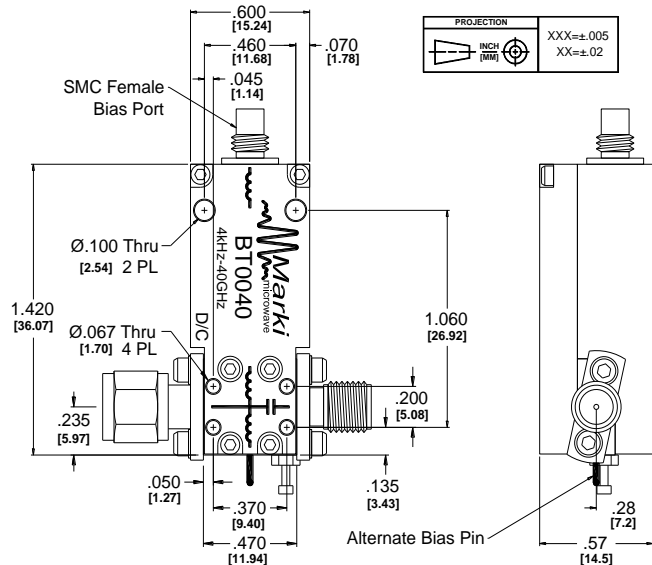 .600
[15.24]
.460
[11.68]
.070
[1.78]
.045
[1.14]
PROJECTION
INCH
[MM]
XXX=±.005
XX=±.02
SMC Female
Bias Port
Ø.100 Thru
[2.54] 2 PL
1.420
[36.07]
Ø.067 Thru
[1.70] 4 PL
Marki
microwave
BT0040
4kHz-40GHz
D/C
1.060
[26.92]
.200
[5.08]
.235
[5.97]
.050
[1.27]
.370
[9.40]
.470
[11.94]
.135
[3.43]
Alternate Bias Pin
.28
[7.2]
.57
[14.5]